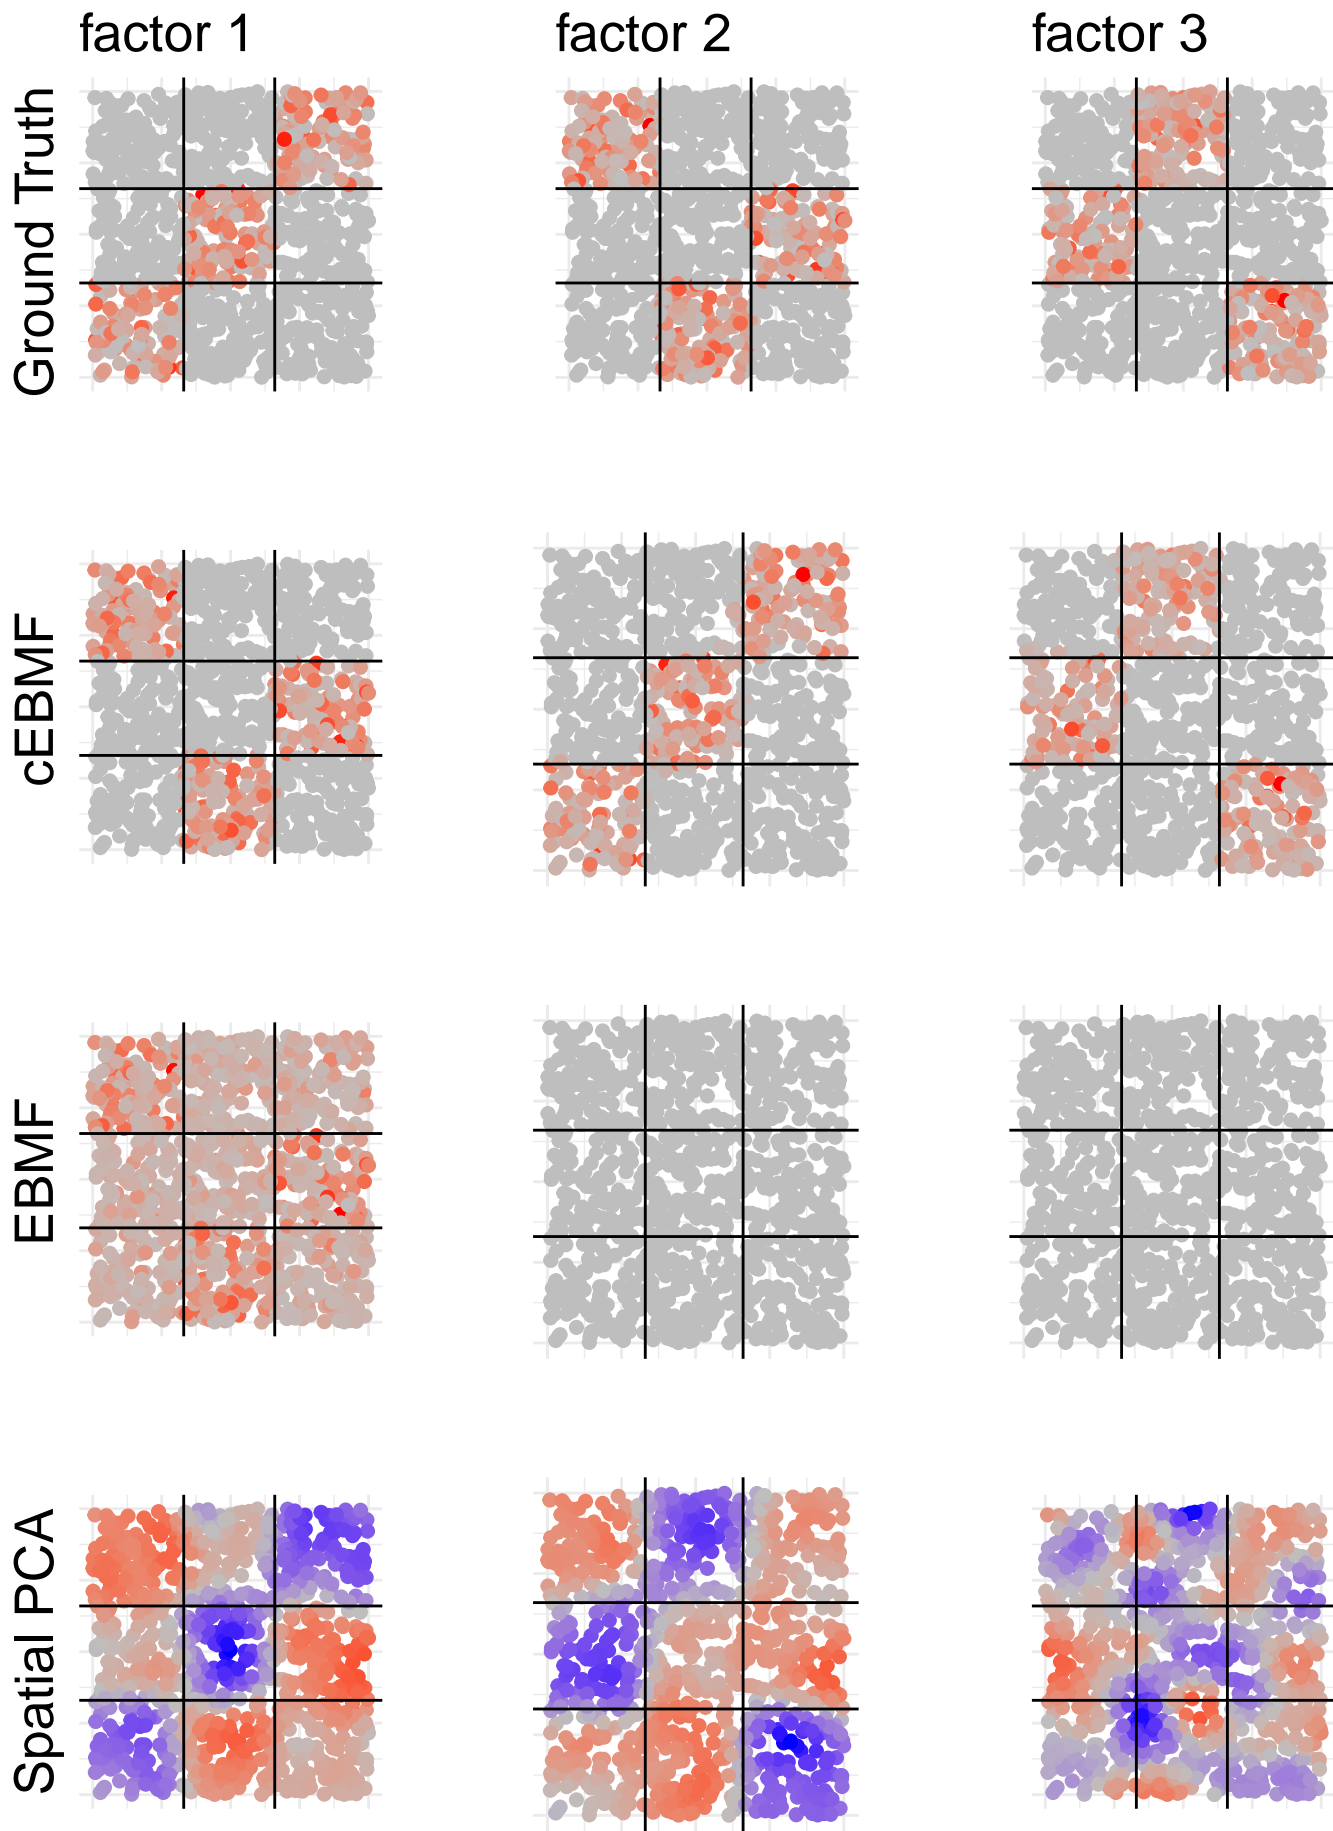 factor 1
factor 2
factor 3
Ground Truth
cEBMF
EBMF
Spatial PCA